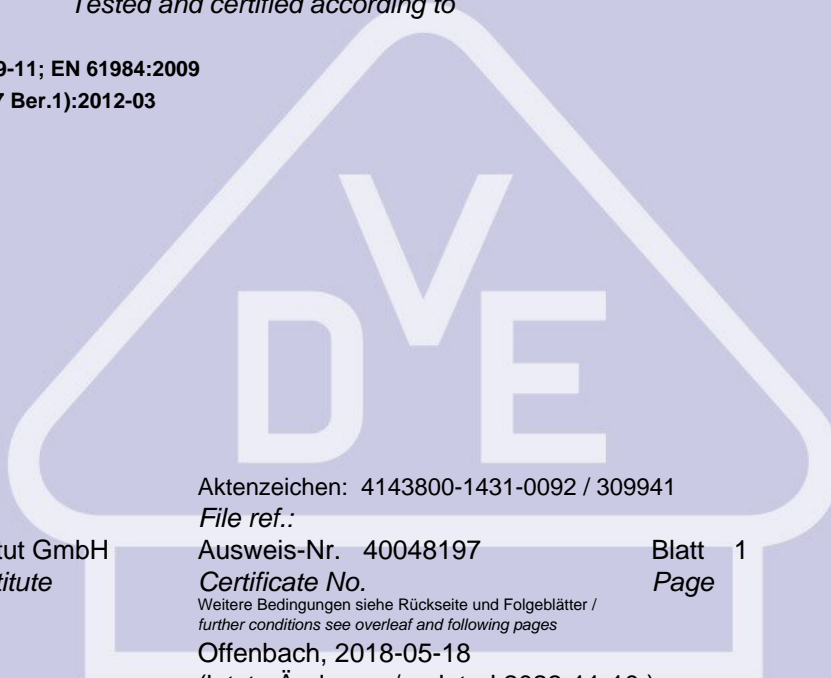 Tested and certified according to
9-11; EN 61984:2009
7 Ber.1):2012-03
VDE
Aktenzeichen: 4143800-1431-0092 / 309941
File ref.:
tut GmbH Ausweis-Nr. 40048197 Blatt 1
titute Certificate No. Page
Weitere Bedingungen siehe Rückseite und Folgeblätter /
further conditions see overleaf and following pages
Offenbach, 2018-05-18